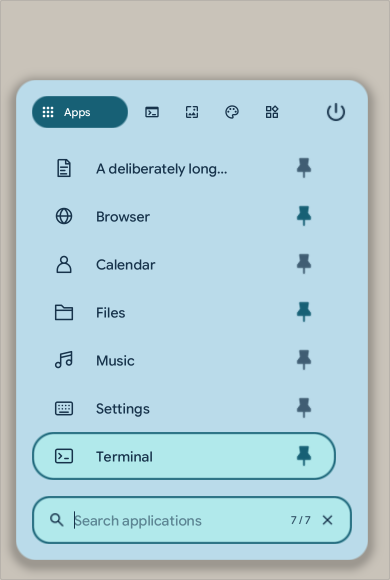 Apps
A deliberately long...
Browser
Calendar
Files
Music
Settings
Terminal
Search applications 7/7